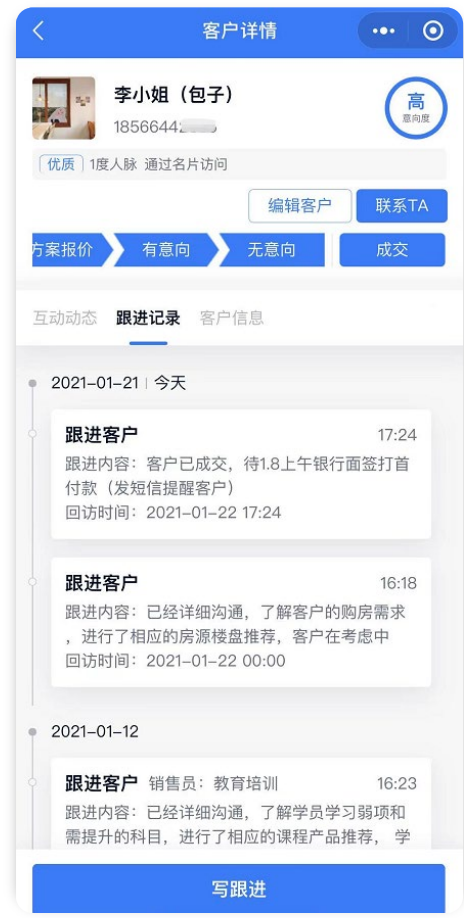 客户详情
李小姐（包子）
18566442
高
意向度
优质 1度人脉 通过名片访问
编辑客户 联系TA
方案报价 有意向 无意向 成交
互动动态 跟进记录 客户信息
2021-01-21 | 今天
跟进客户 17:24
跟进内容：客户已成交，待1.8上午银行面签打首
付款（发短信提醒客户）
回访时间：2021-01-22 17:24
跟进客户 16:18
跟进内容：已经详细沟通，了解客户的购房需求
，进行了相应的房源楼盘推荐，客户在考虑中
回访时间：2021-01-22 00:00
2021-01-12
跟进客户 销售员：教育培训 16:23
跟进内容：已经详细沟通，了解学员学习弱项和
需提升的科目，进行了相应的课程产品推荐， 学
写跟进